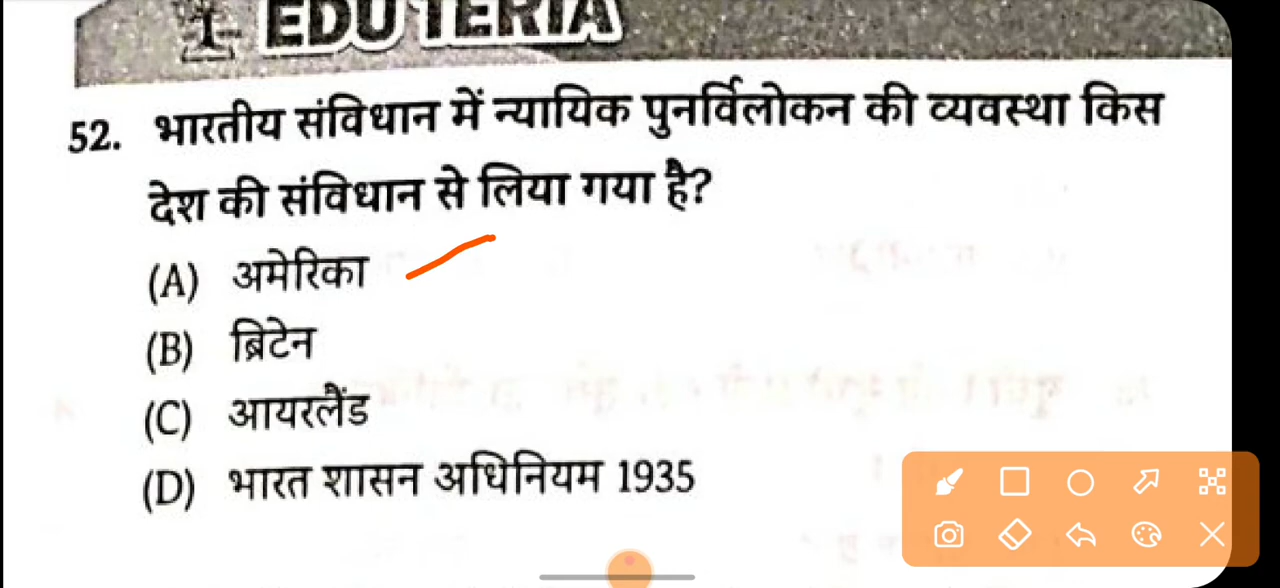 EDUTERIA
52. भारतीय संविधान में न्यायिक पुनर्विलोकन की व्यवस्था किस
देश की संविधान से लिया गया है?
(A) अमेरिका
(B) ब्रिटेन
(C) आयरलैंड
(D) भारत शासन अधिनियम 1935